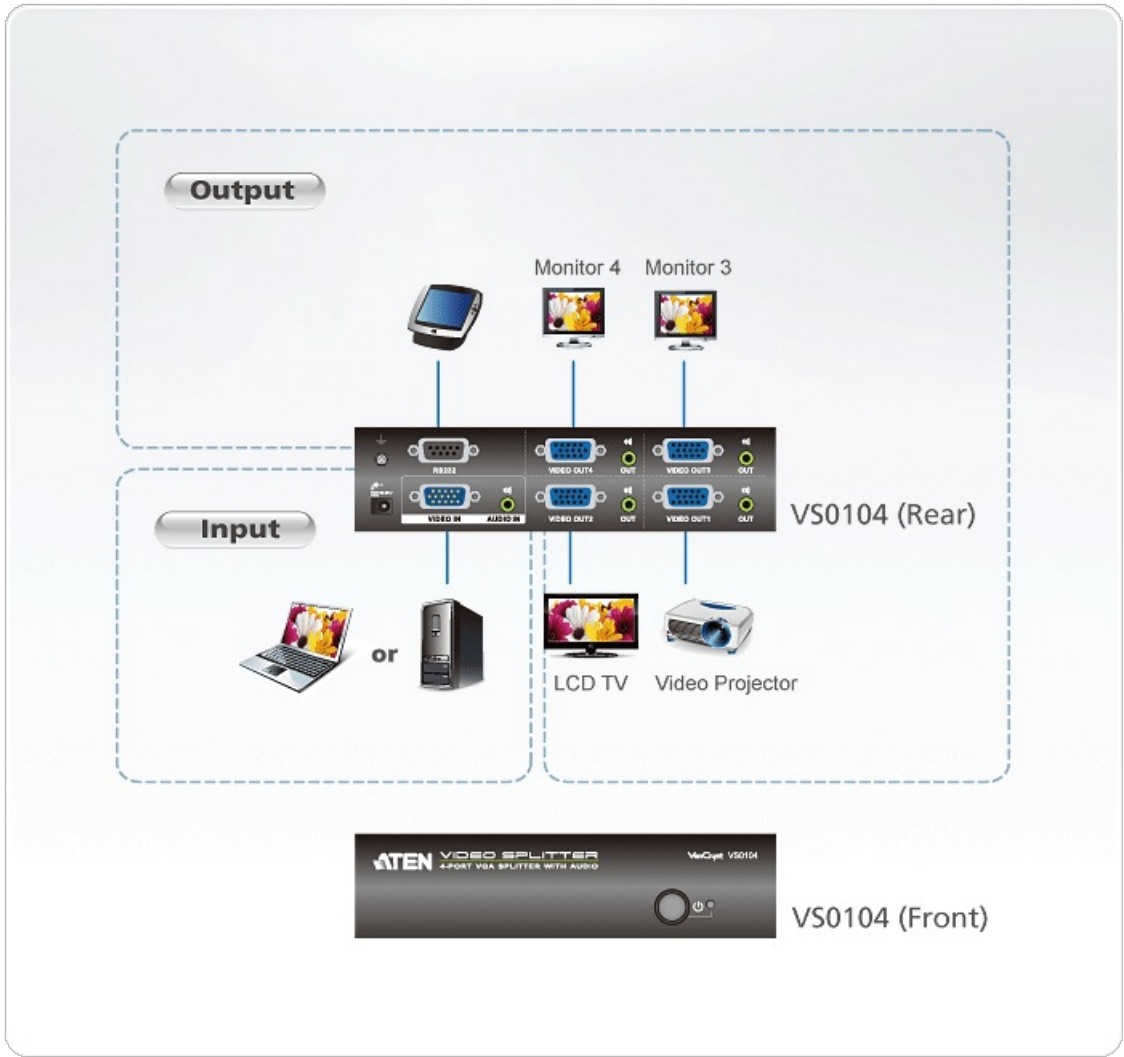 Output
Monitor 4 Monitor 3
RS232 VIDEO OUT4 OUT VIDEO OUT3 OUT
VIDEO IN AUDIO IN VIDEO OUT2 OUT VIDEO OUT1 OUT
VS0104 (Rear)
Input
or
LCD TV Video Projector
ATEN VIDEO SPLITTER
4-PORT VGA SPLITTER WITH AUDIO
VanCryst VS0104
VS0104 (Front)